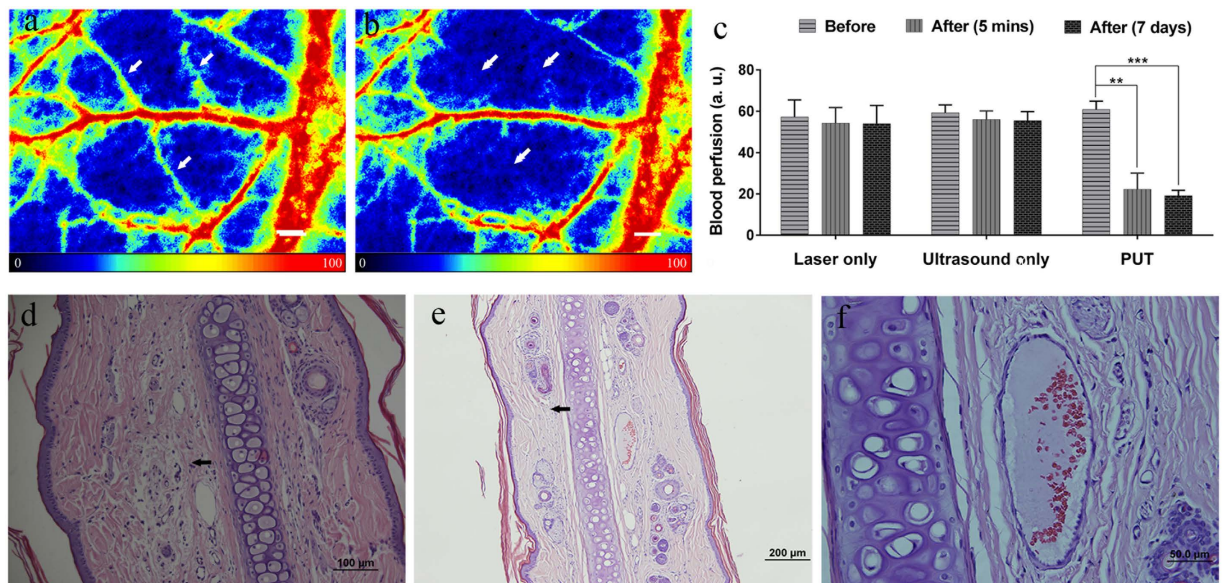 a
b
c
Before
After (5 mins)
After (7 days)
Blood perfusion (a. u.)
80
60
40
20
0
**
***
Laser only
Ultrasound only
PUT
0
100
0
100
d
100 µm
e
200 µm
f
50.0 µm